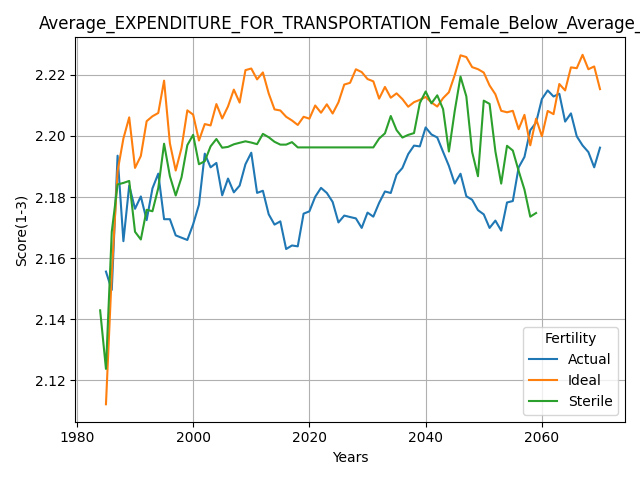 Average_EXPENDITURE_FOR_TRANSPORTATION_Female_Below_Average_
2.22
2.20
2.18
2.16
2.14
2.12
Score(1-3)
1980
2000
2020
2040
2060
Years
Fertility
Actual
Ideal
Sterile